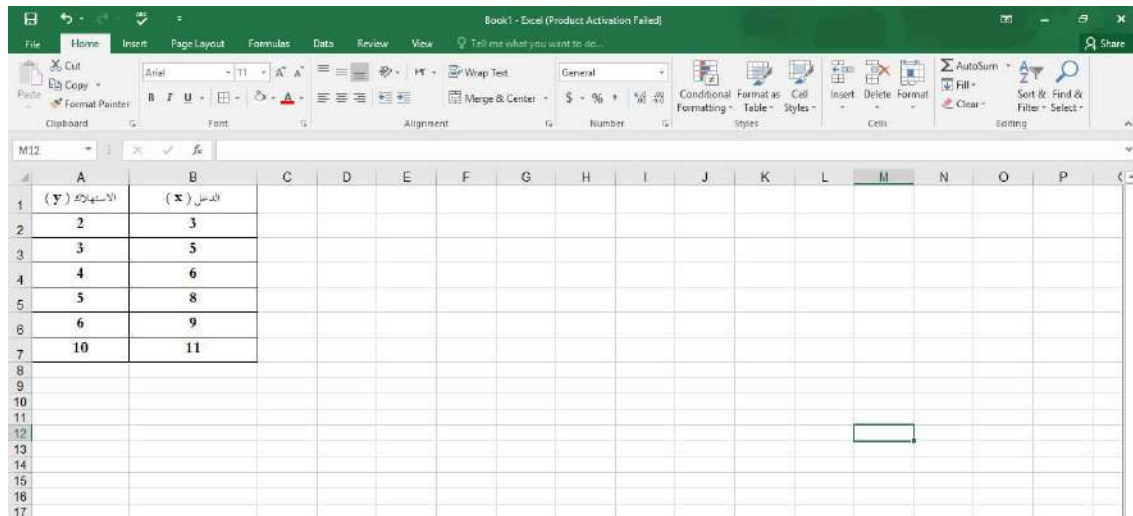 Book1 - Excel (Product Activation Failed)
File Home Insert Page Layout Formulas Data Review View Tell me what you want to do... Share
Cut
Copy
Format Painter
Paste
Arial 11
B I U
Wrap Text
Merge & Center
General
$ - % ,
Conditional Formatting
Format as Table
Cell Styles
Insert Delete Format
AutoSum
Fill
Clear
Sort & Filter
Find & Select
Clipboard Font Alignment Number Styles Cells Editing
M12 fx
A B C D E F G H I J K L M N O P
1 الاستهلاك ( y ) الدخل ( x )
2 2 3
3 3 5
4 4 6
5 5 8
6 6 9
7 10 11
8
9
10
11
12
13
14
15
16
17